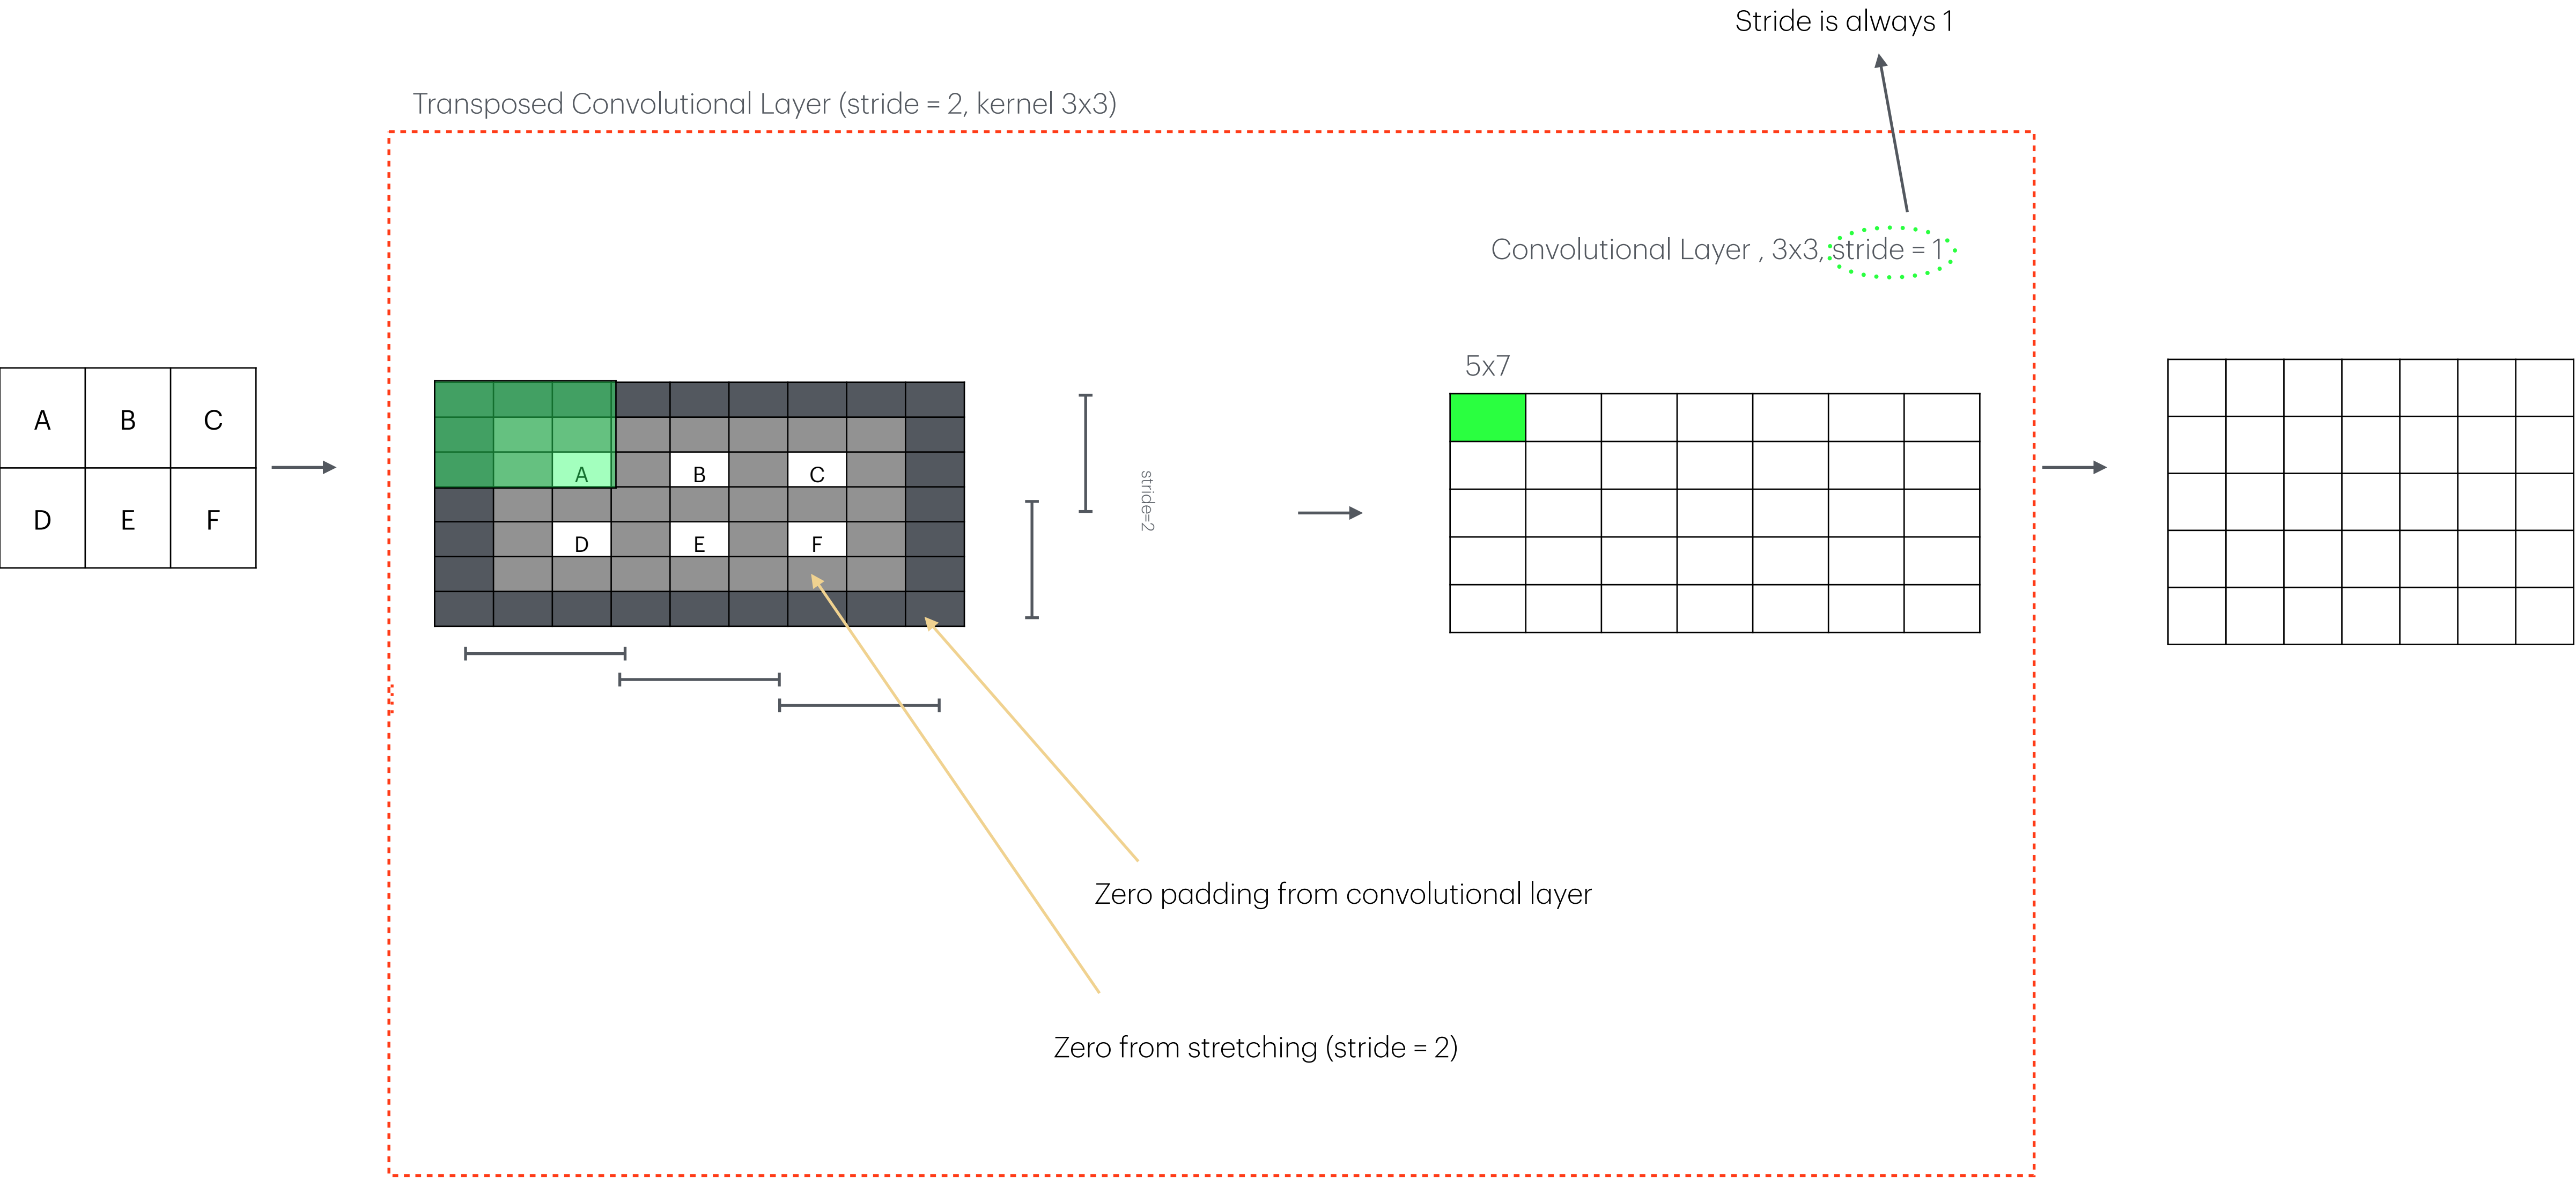 Stride is always 1
Transposed Convolutional Layer (stride = 2, kernel 3x3)
Convolutional Layer , 3x3, stride = 1
5x7
A B C
D E F
A B C
D E F
stride=2
Zero padding from convolutional layer
Zero from stretching (stride = 2)